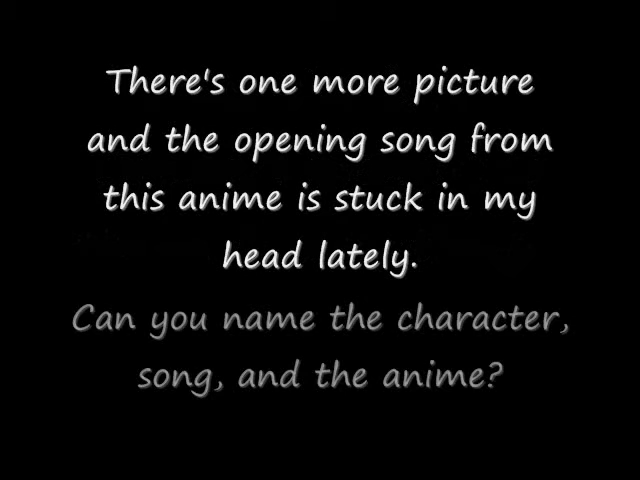 There's one more picture
and the opening song from
this anime is stuck in my
head lately.
Can you name the character,
song, and the anime?